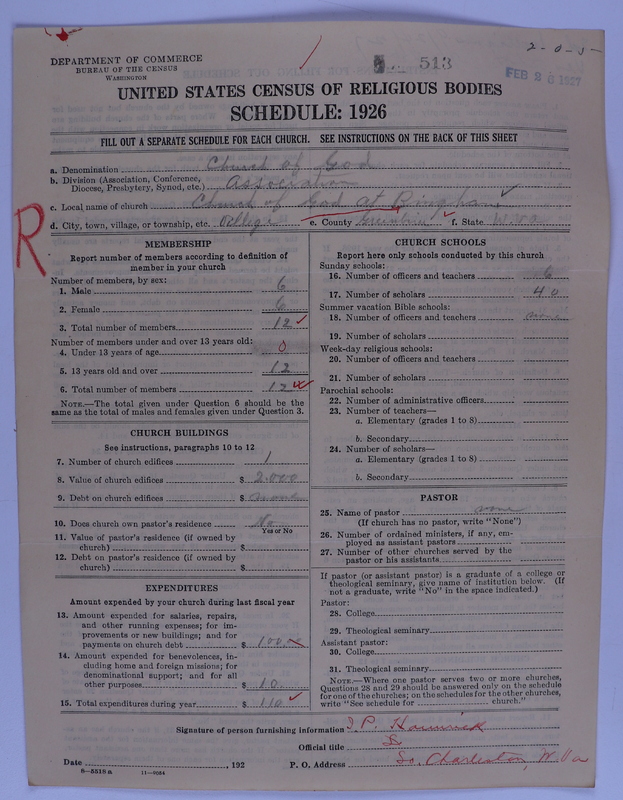 2-0-5-
DEPARTMENT OF COMMERCE
BUREAU OF THE CENSUS
WASHINGTON
513
FEB 28 1927
UNITED STATES CENSUS OF RELIGIOUS BODIES
SCHEDULE: 1926
FILL OUT A SEPARATE SCHEDULE FOR EACH CHURCH. SEE INSTRUCTIONS ON THE BACK OF THIS SHEET
a. Denomination Church of God
b. Division (Association, Conference, Diocese, Presbytery, Synod, etc.) Association
c. Local name of church Church of God at Bingham
d. City, town, village, or township, etc. Village e. County f. State W.Va
R
MEMBERSHIP
Report number of members according to definition of
member in your church
Number of members, by sex:
1. Male 6
2. Female 6
3. Total number of members 12
Number of members under and over 13 years old:
4. Under 13 years of age 0
5. 13 years old and over 12
6. Total number of members 12
NOTE.—The total given under Question 6 should be
same as the total of males and females given under Question 3.
CHURCH BUILDINGS
See instructions, paragraphs 10 to 12
7. Number of church edifices 1
8. Value of church edifices $ 2.000
9. Debt on church edifices $
10. Does church own pastor's residence No
Yes or No
11. Value of pastor's residence (if owned by
church) $
12. Debt on pastor's residence (if owned by
church) $
EXPENDITURES
Amount expended by your church during last fiscal year
13. Amount expended for salaries, repairs,
and other running expenses; for im-
provements or new buildings; and for
payments on church debt $ 100
14. Amount expended for benevolences, in-
cluding home and foreign missions; for
denominational support; and for all
other purposes $ 10
15. Total expenditures during year $ 110
CHURCH SCHOOLS
Report here only schools conducted by this church
Sunday schools:
16. Number of officers and teachers 6
17. Number of scholars 40
Summer vacation Bible schools:
18. Number of officers and teachers
19. Number of scholars
Week-day religious schools:
20. Number of officers and teachers
21. Number of scholars
Parochial schools:
22. Number of administrative officers
23. Number of teachers—
a. Elementary (grades 1 to 8)
b. Secondary
24. Number of scholars—
a. Elementary (grades 1 to 8)
b. Secondary
PASTOR
25. Name of pastor none
(If church has no pastor, write "None")
26. Number of ordained ministers, if any, em-
ployed as assistant pastors
27. Number of other churches served by the
pastor or his assistants
If pastor (or assistant pastor) is a graduate of a college or
theological seminary, give name of institution below. (If
not a graduate, write "No" in the space indicated.)
Pastor:
28. College
29. Theological seminary
Assistant pastor:
30. College
31. Theological seminary
NOTE.—Where one pastor serves two or more churches,
Questions 28 and 29 should be answered only on the schedule
for one of the churches; on the schedules for the other churches,
write "See schedule for church."
Signature of person furnishing information P. Hamrick
Official title
Date , 192
P. O. Address So. Charleston, W. Va
8-5518a 11-9084